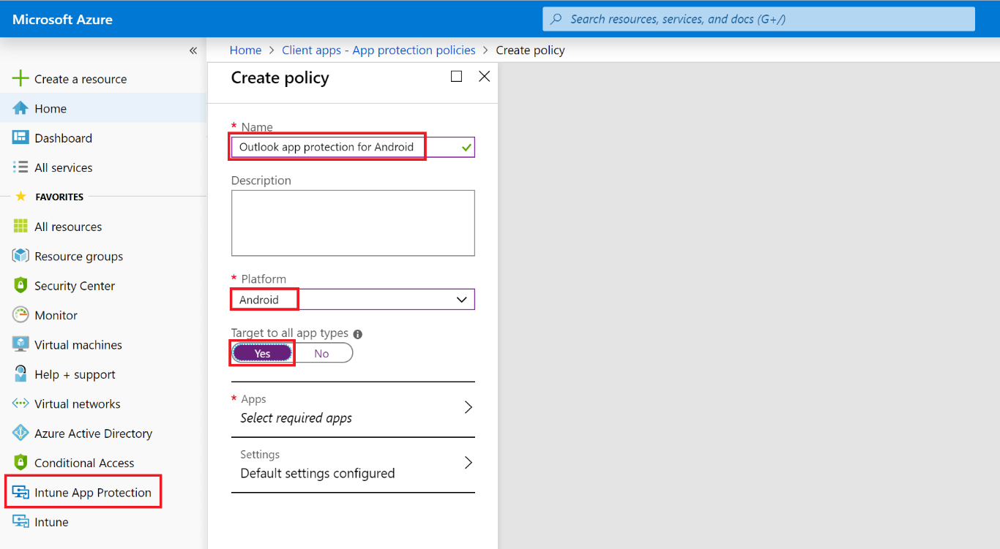 Microsoft Azure
Search resources, services, and docs (G+/)
«
Home > Client apps - App protection policies > Create policy
Create a resource
Home
Dashboard
All services
FAVORITES
All resources
Resource groups
Security Center
Monitor
Virtual machines
Help + support
Virtual networks
Azure Active Directory
Conditional Access
Intune App Protection
Intune
Create policy
* Name
Outlook app protection for Android
Description
* Platform
Android
Target to all app types
Yes No
* Apps
Select required apps
Settings
Default settings configured